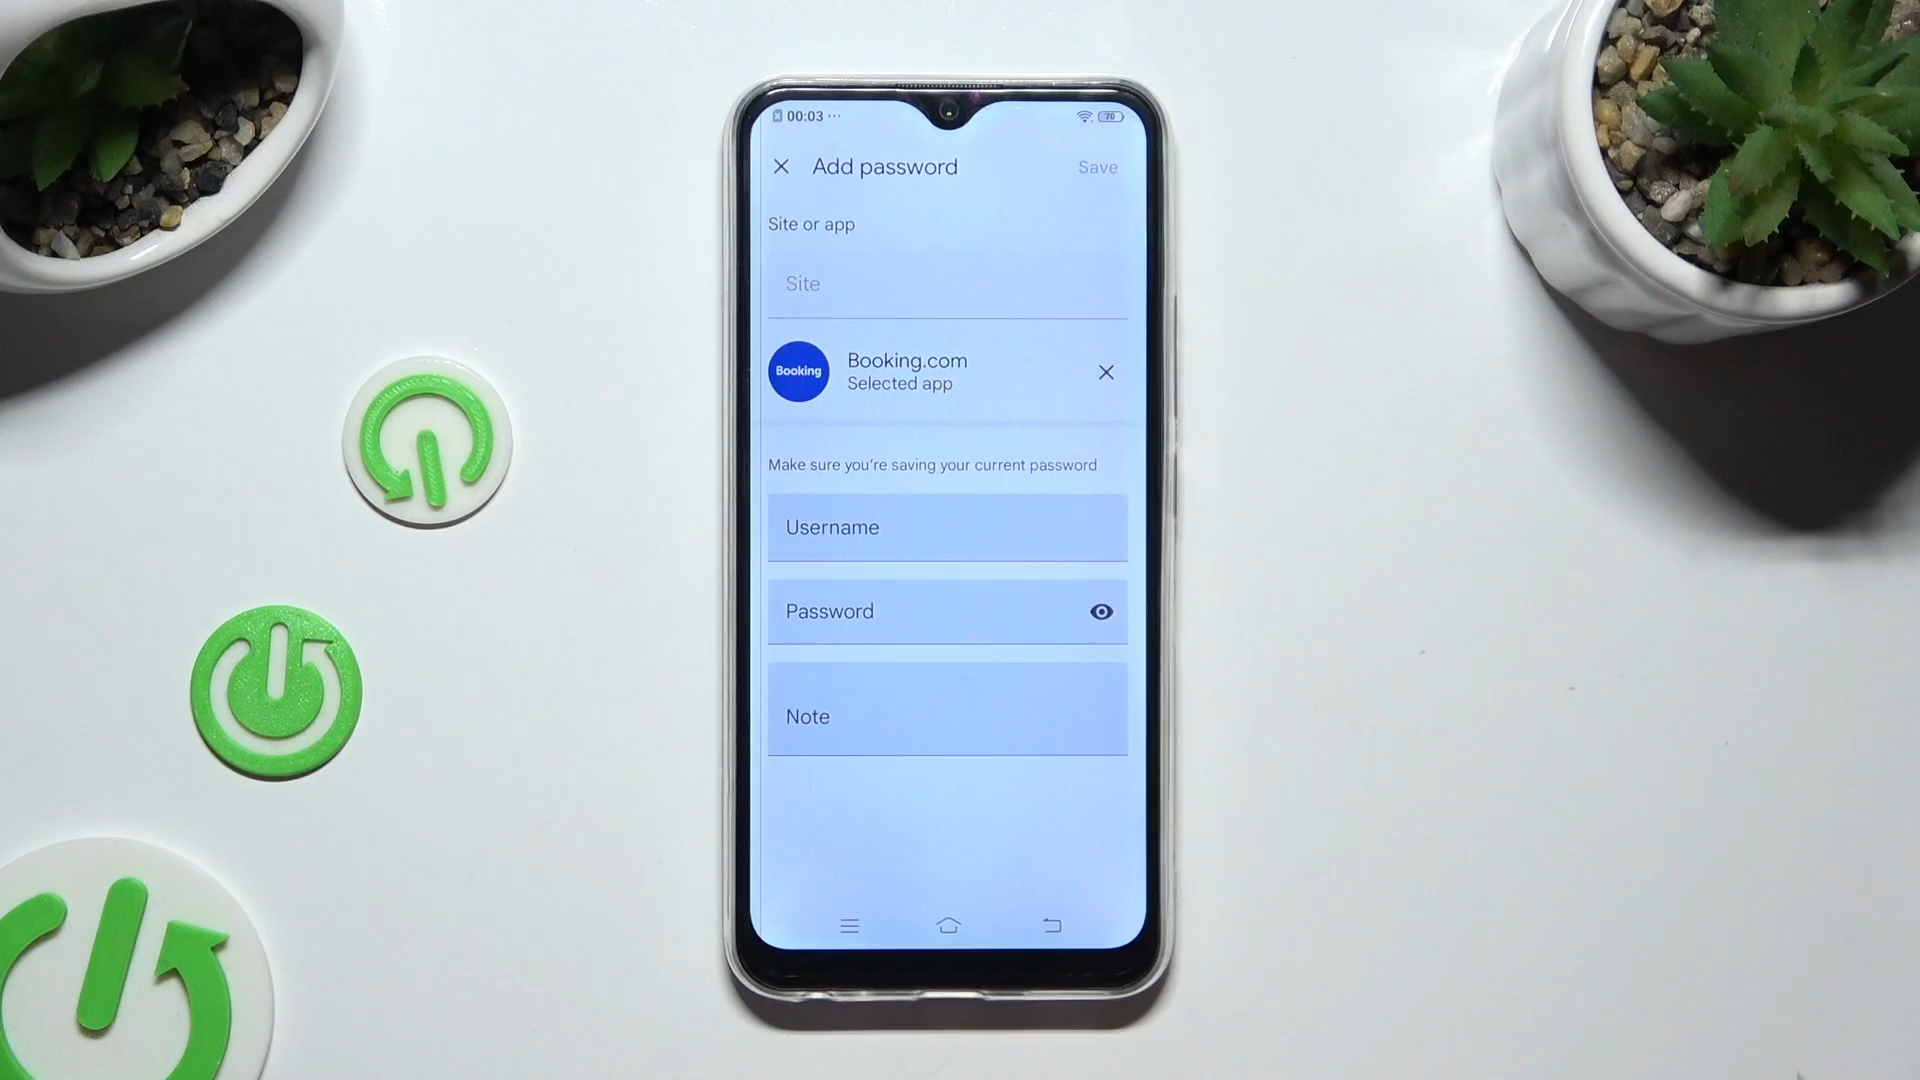 00:03 ···
20
Add password
Save
Site or app
Site
Booking
Booking.com
Selected app
Make sure you're saving your current password
Username
Password
Note